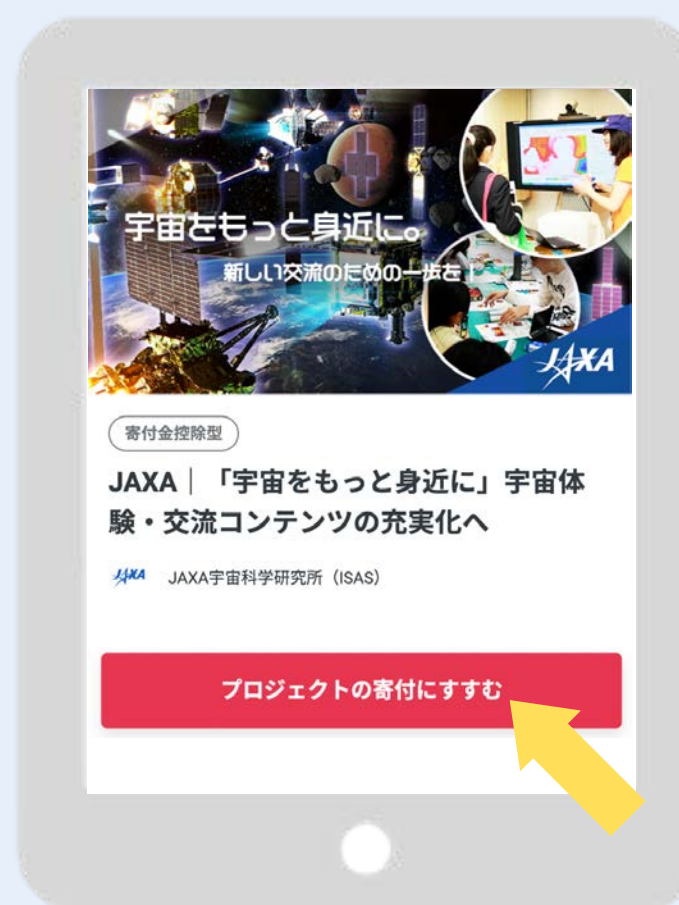 宇宙をもっと身近に。
新しい交流のための一歩を！
JAXA
寄付金控除型
JAXA｜「宇宙をもっと身近に」宇宙体
験・交流コンテンツの充実化へ
JAXA JAXA宇宙科学研究所（ISAS）
プロジェクトの寄付にすすむ